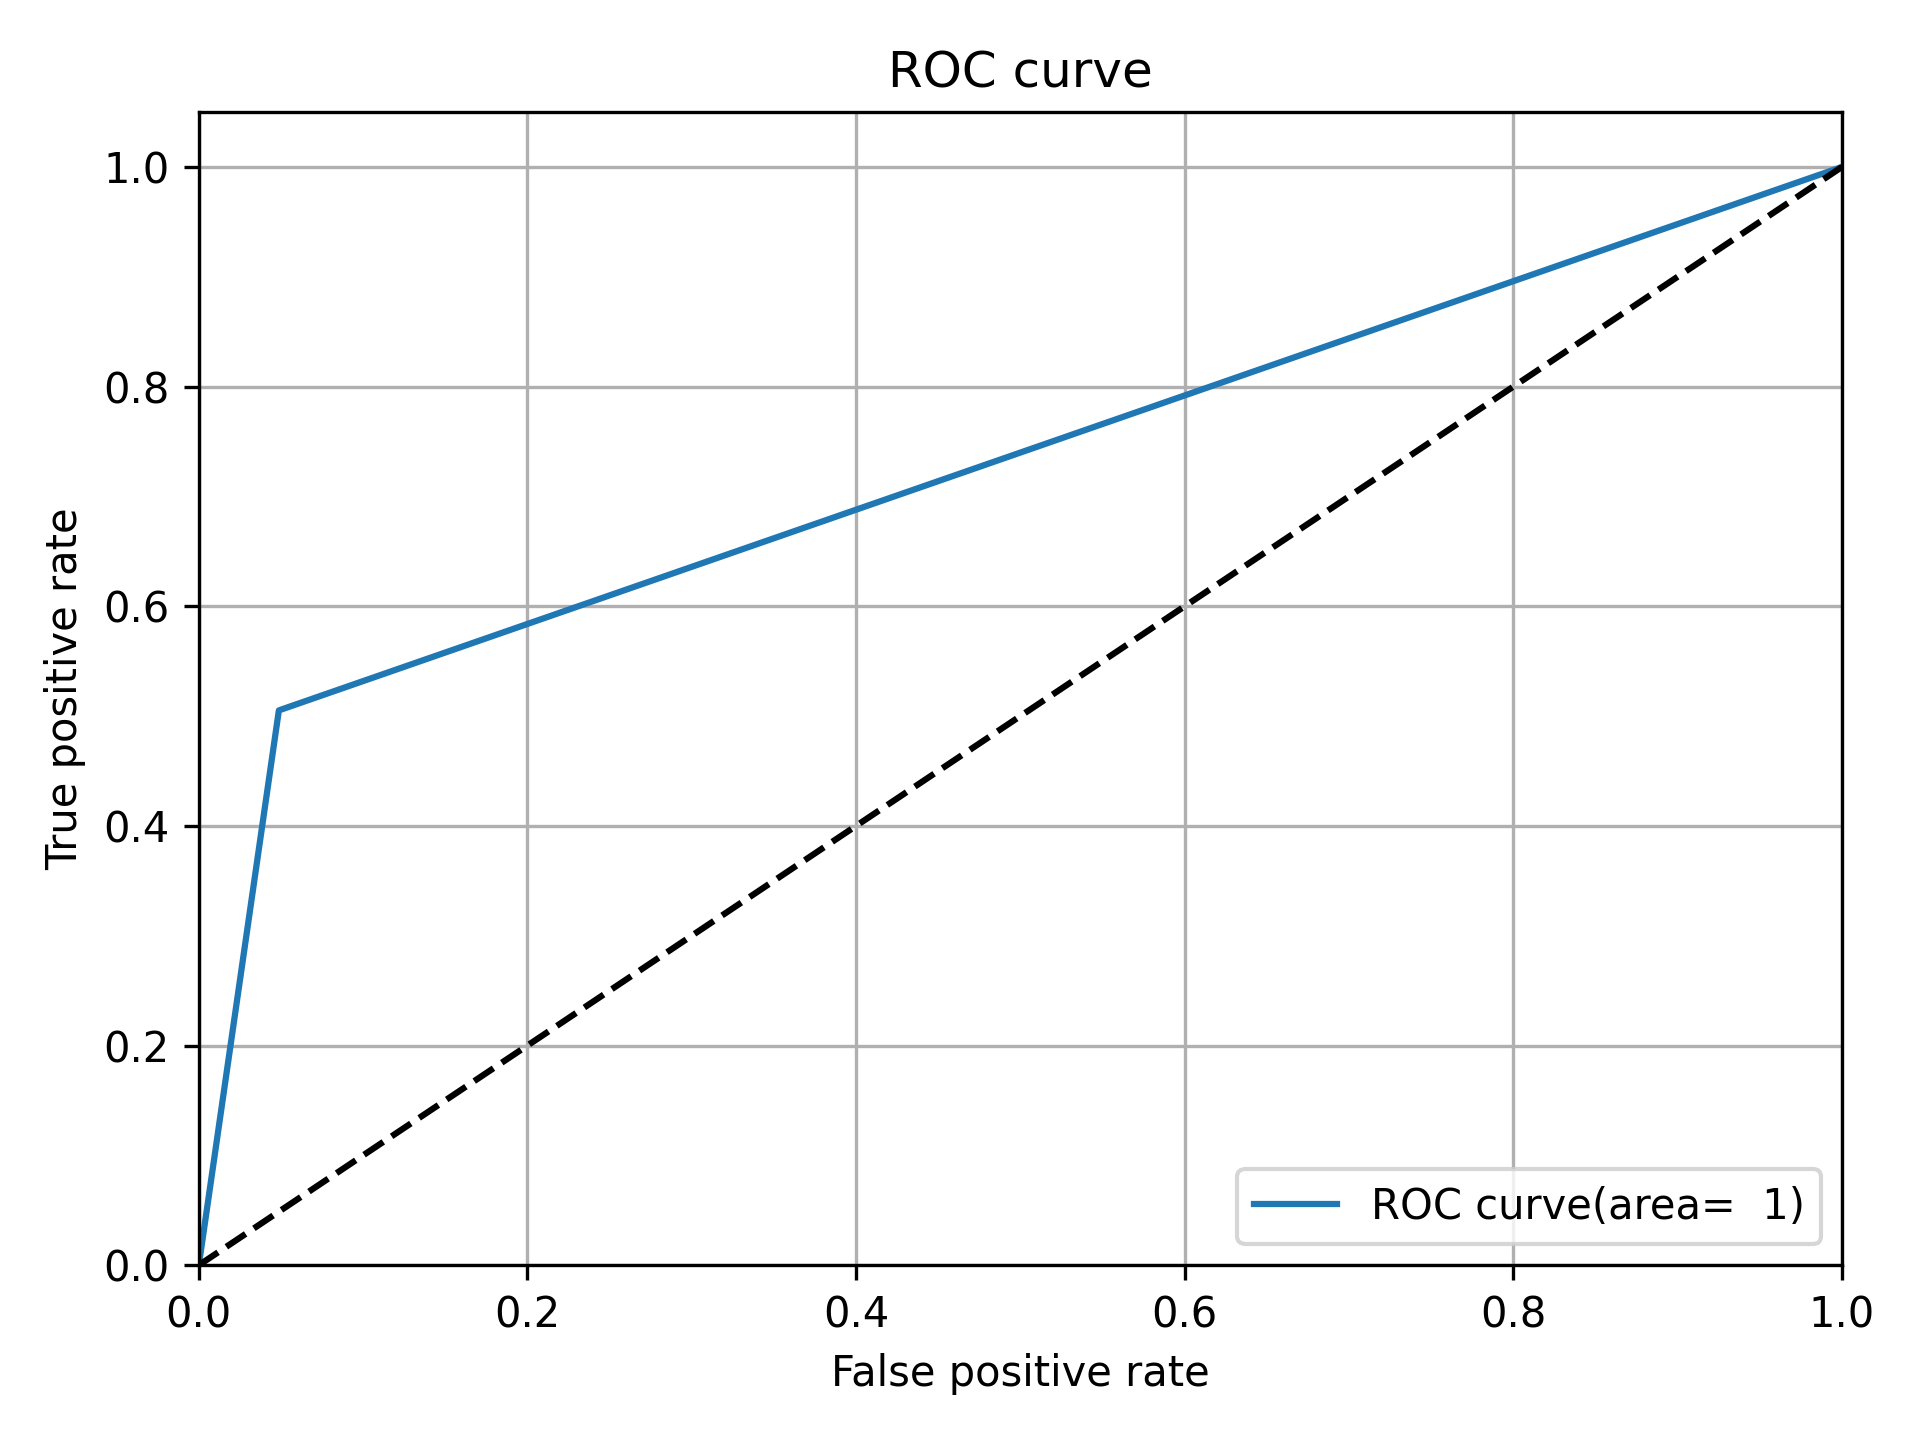 ROC curve
1.0
0.8
0.6
0.4
0.2
0.0
True positive rate
ROC curve(area=  1)
0.0 0.2 0.4 0.6 0.8 1.0
False positive rate